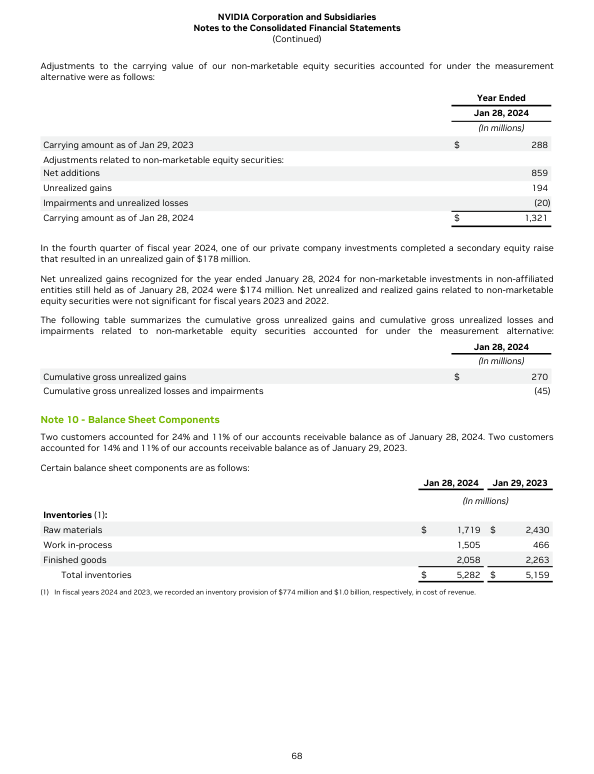 NVIDIA Corporation and Subsidiaries
Notes to the Consolidated Financial Statements
(Continued)
Adjustments to the carrying value of our non-marketable equity securities accounted for under the measurement
alternative were as follows:
Year Ended
Jan 28, 2024
(In millions)
Carrying amount as of Jan 29, 2023 $ 288
Adjustments related to non-marketable equity securities:
Net additions 859
Unrealized gains 194
Impairments and unrealized losses (20)
Carrying amount as of Jan 28, 2024 $ 1,321
In the fourth quarter of fiscal year 2024, one of our private company investments completed a secondary equity raise
that resulted in an unrealized gain of $178 million.
Net unrealized gains recognized for the year ended January 28, 2024 for non-marketable investments in non-affiliated
entities still held as of January 28, 2024 were $174 million. Net unrealized and realized gains related to non-marketable
equity securities were not significant for fiscal years 2023 and 2022.
The following table summarizes the cumulative gross unrealized gains and cumulative gross unrealized losses and
impairments related to non-marketable equity securities accounted for under the measurement alternative:
Jan 28, 2024
(In millions)
Cumulative gross unrealized gains $ 270
Cumulative gross unrealized losses and impairments (45)
Note 10 - Balance Sheet Components
Two customers accounted for 24% and 11% of our accounts receivable balance as of January 28, 2024. Two customers
accounted for 14% and 11% of our accounts receivable balance as of January 29, 2023.
Certain balance sheet components are as follows:
Jan 28, 2024 Jan 29, 2023
(In millions)
Inventories (1):
Raw materials $ 1,719 $ 2,430
Work in-process 1,505 466
Finished goods 2,058 2,263
Total inventories $ 5,282 $ 5,159
(1) In fiscal years 2024 and 2023, we recorded an inventory provision of $774 million and $1.0 billion, respectively, in cost of revenue.
68